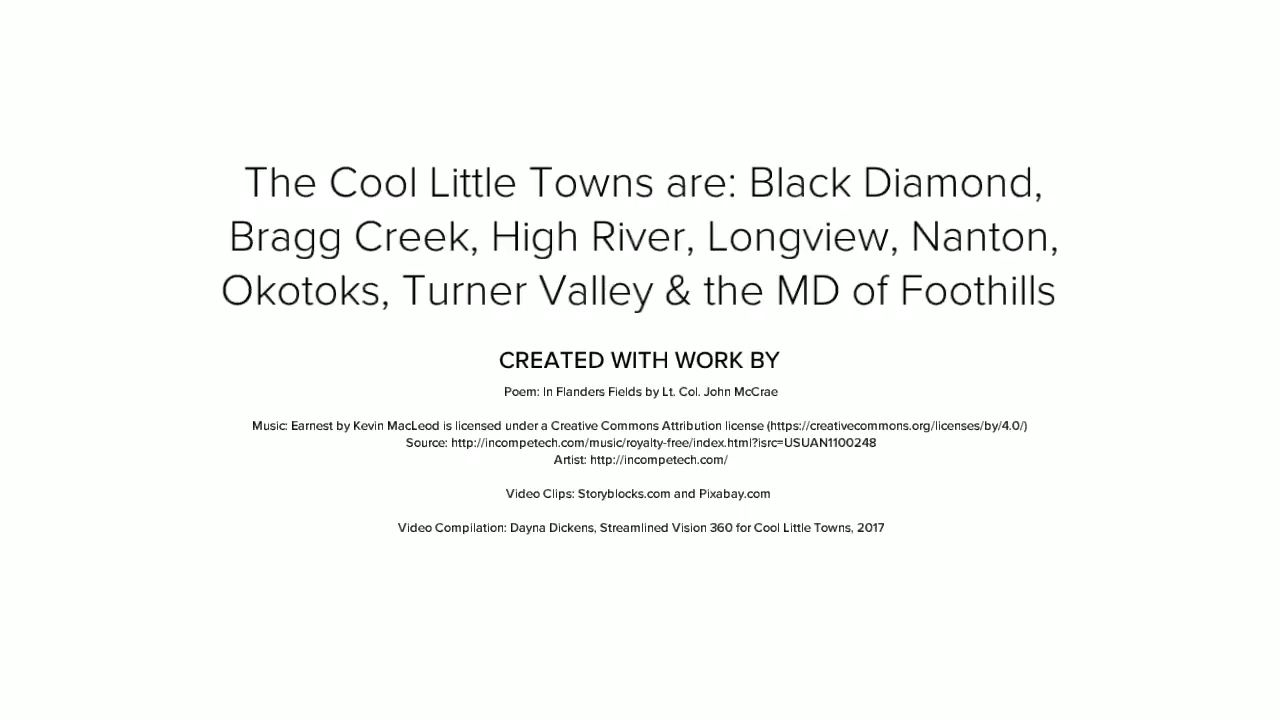 The Cool Little Towns are: Black Diamond,
Bragg Creek, High River, Longview, Nanton,
Okotoks, Turner Valley & the MD of Foothills
CREATED WITH WORK BY
Poem: In Flanders Fields by Lt. Col. John McCrae
Music: Earnest by Kevin MacLeod is licensed under a Creative Commons Attribution license (https://creativecommons.org/licenses/by/4.0/)
Source: http://incompetech.com/music/royalty-free/index.html?isrc=USUAN1100248
Artist: http://incompetech.com/
Video Clips: Storyblocks.com and Pixabay.com
Video Compilation: Dayna Dickens, Streamlined Vision 360 for Cool Little Towns, 2017